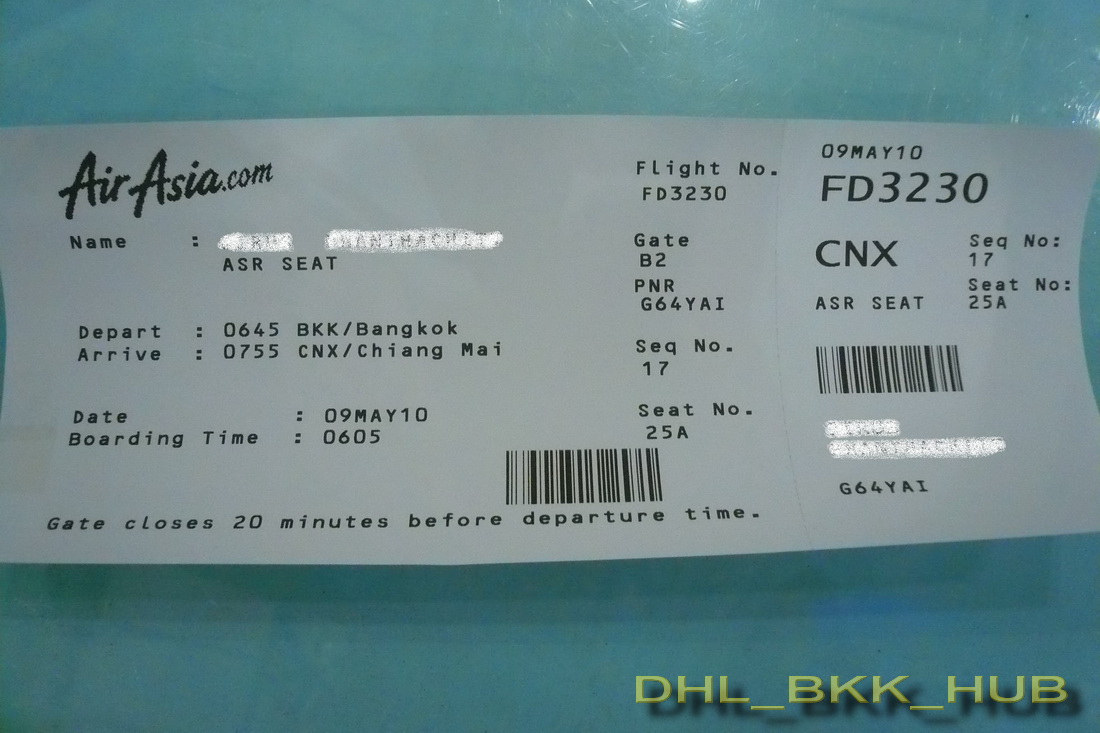 AirAsia.com
Name :
ASR SEAT
Depart : 0645 BKK/Bangkok
Arrive : 0755 CNX/Chiang Mai
Date : 09MAY10
Boarding Time : 0605
Gate closes 20 minutes before departure time.
Flight No.
FD3230
Gate
B2
PNR
G64YAI
Seq No.
17
Seat No.
25A
09MAY10
FD3230
CNX
Seq No:
17
ASR SEAT
Seat No:
25A
G64YAI
DHL_BKK_HUB